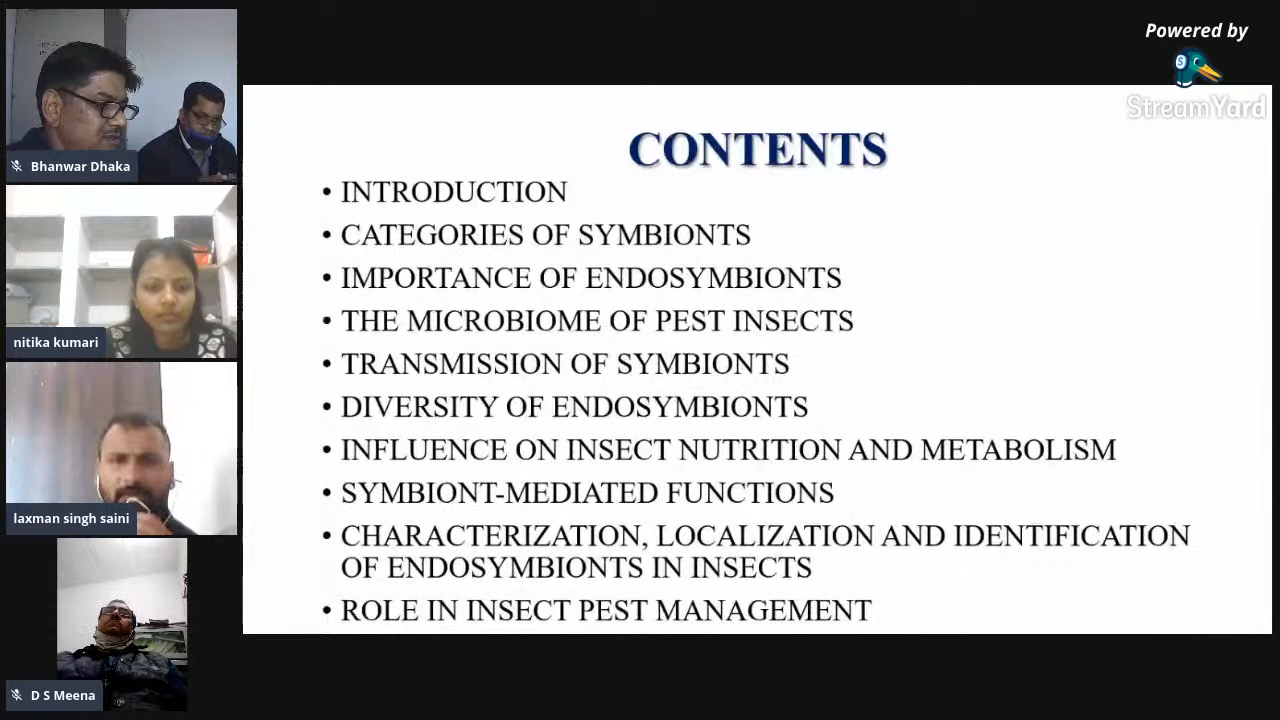 Powered by
StreamYard
CONTENTS
• INTRODUCTION
• CATEGORIES OF SYMBIONTS
• IMPORTANCE OF ENDOSYMBIONTS
• THE MICROBIOME OF PEST INSECTS
• TRANSMISSION OF SYMBIONTS
• DIVERSITY OF ENDOSYMBIONTS
• INFLUENCE ON INSECT NUTRITION AND METABOLISM
• SYMBIONT-MEDIATED FUNCTIONS
• CHARACTERIZATION, LOCALIZATION AND IDENTIFICATION
OF ENDOSYMBIONTS IN INSECTS
• ROLE IN INSECT PEST MANAGEMENT
Bhanwar Dhaka
nitika kumari
laxman singh saini
D S Meena